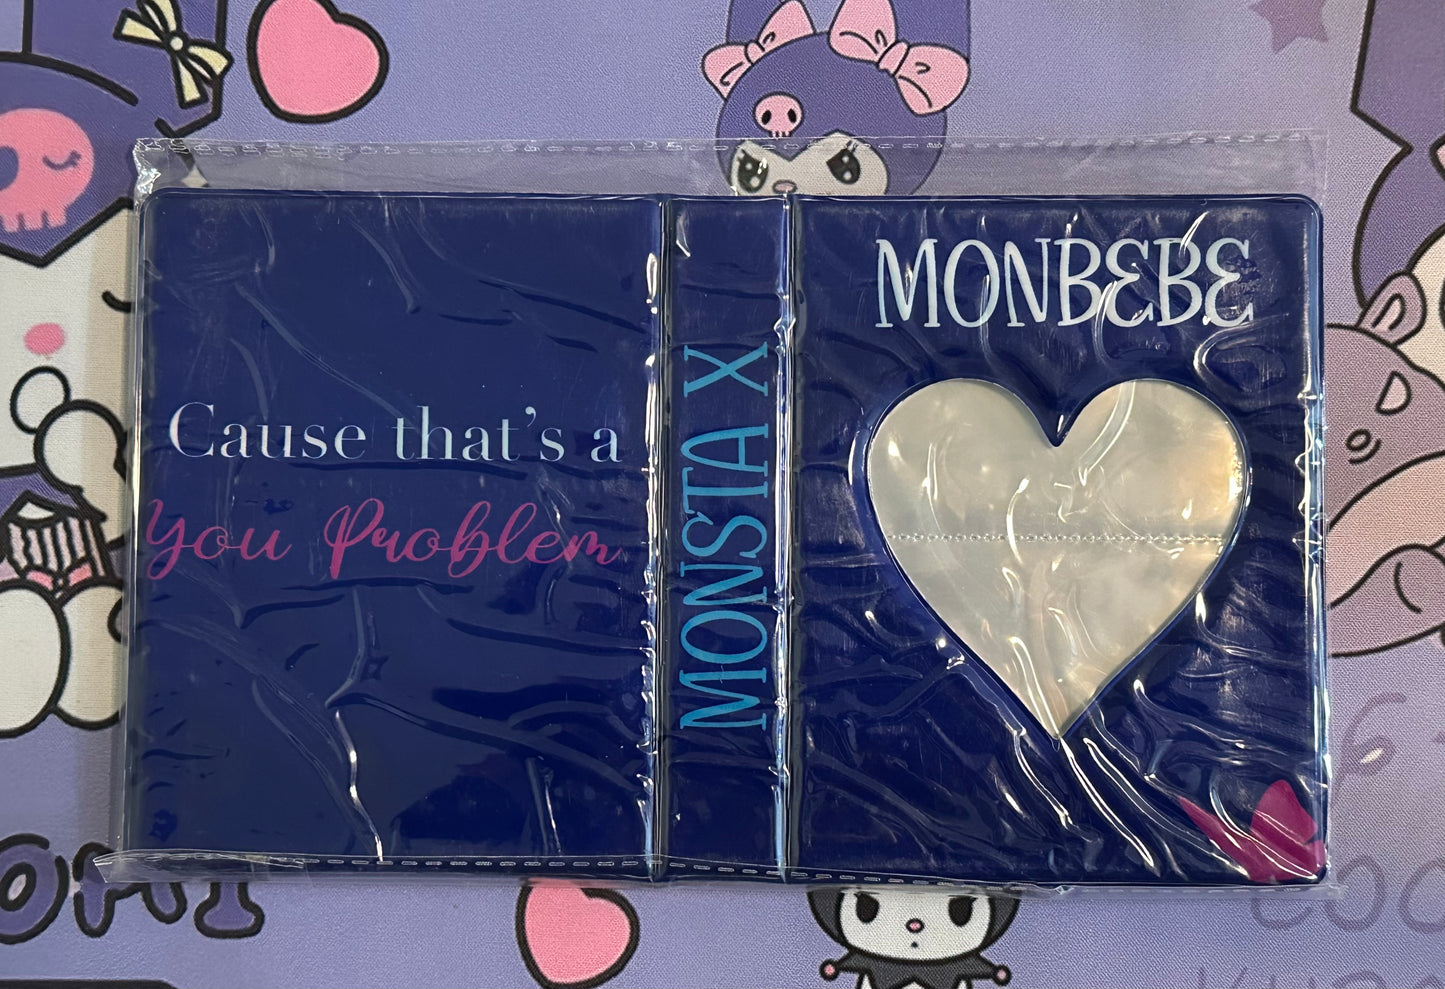 Cause that's a
You Problem
MONSTA X
MONBEBE